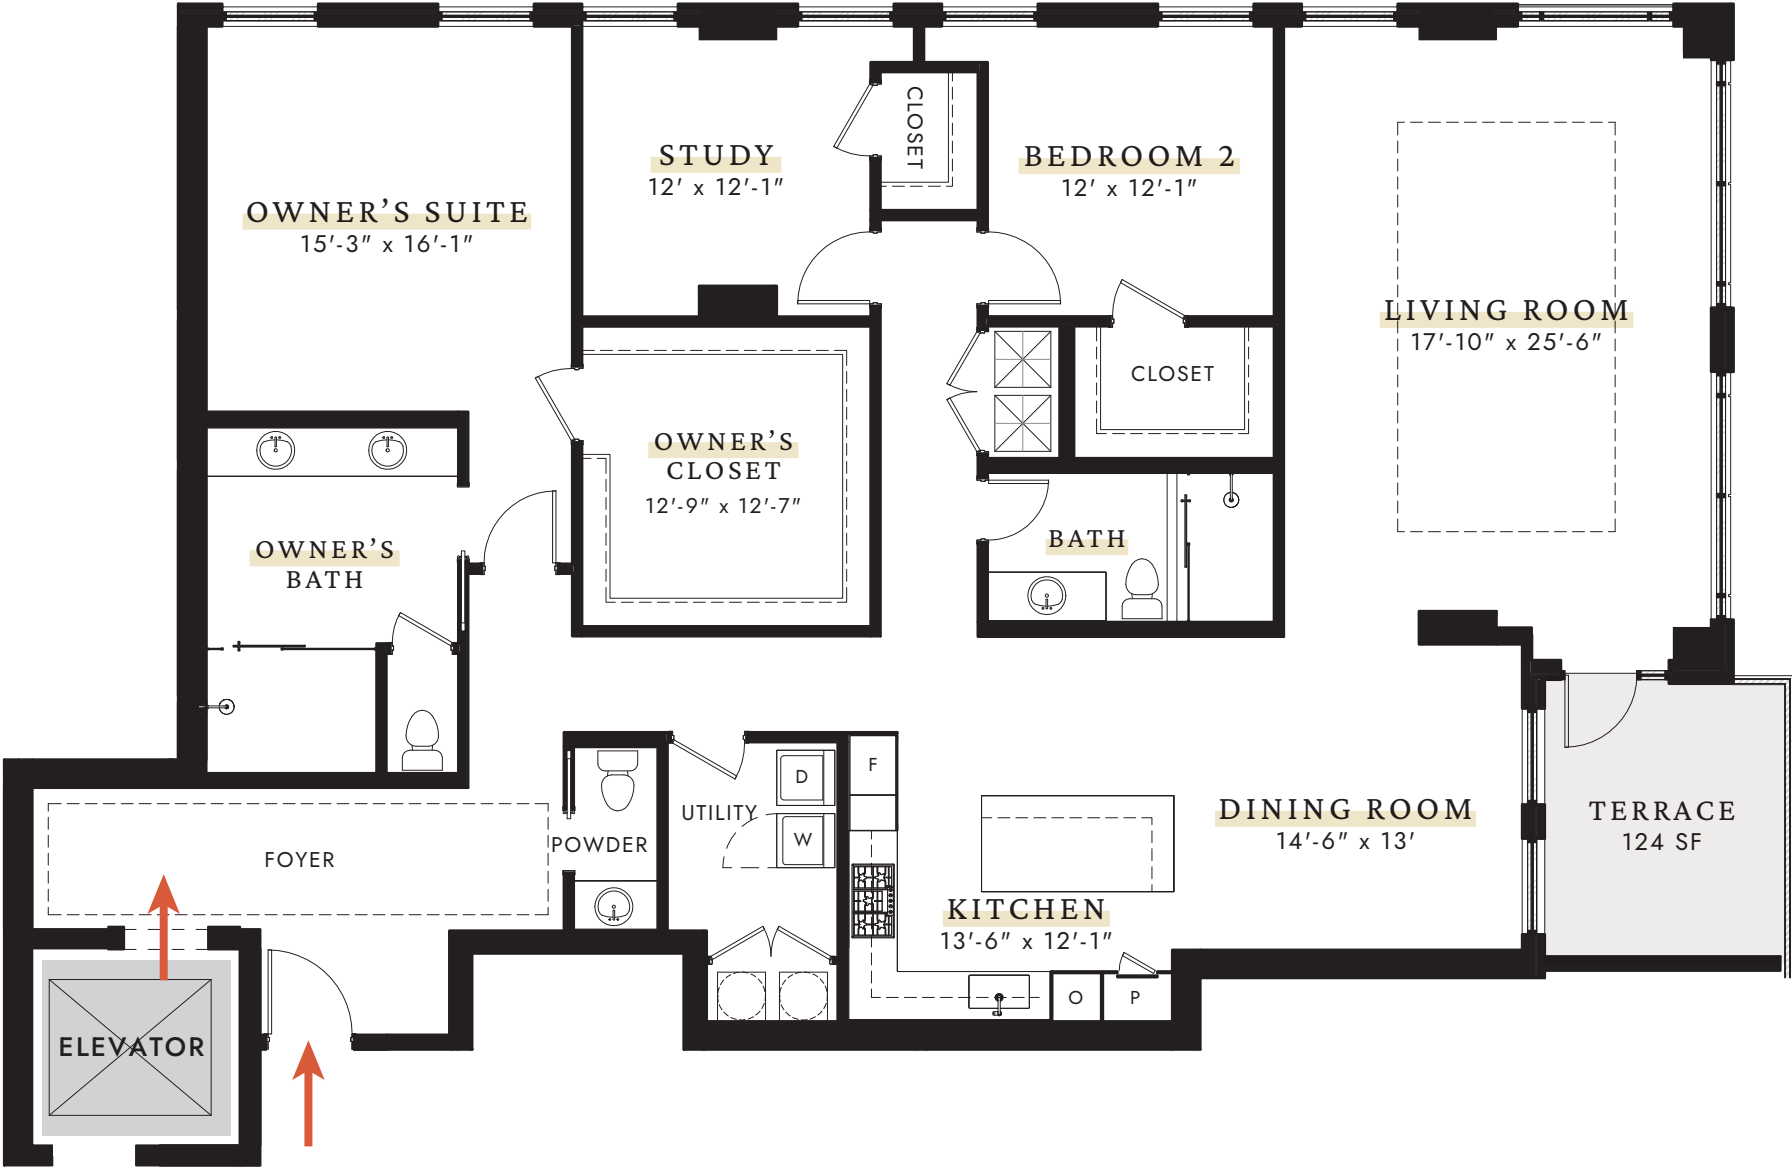 CLOSET
STUDY
12' x 12'-1"
BEDROOM 2
12' x 12'-1"
OWNER'S SUITE
15'-3" x 16'-1"
LIVING ROOM
17'-10" x 25'-6"
CLOSET
OWNER'S
CLOSET
12'-9" x 12'-7"
OWNER'S
BATH
BATH
F
D
UTILITY
W
POWDER
FOYER
DINING ROOM
14'-6" x 13'
TERRACE
124 SF
KITCHEN
13'-6" x 12'-1"
O
P
ELEVATOR